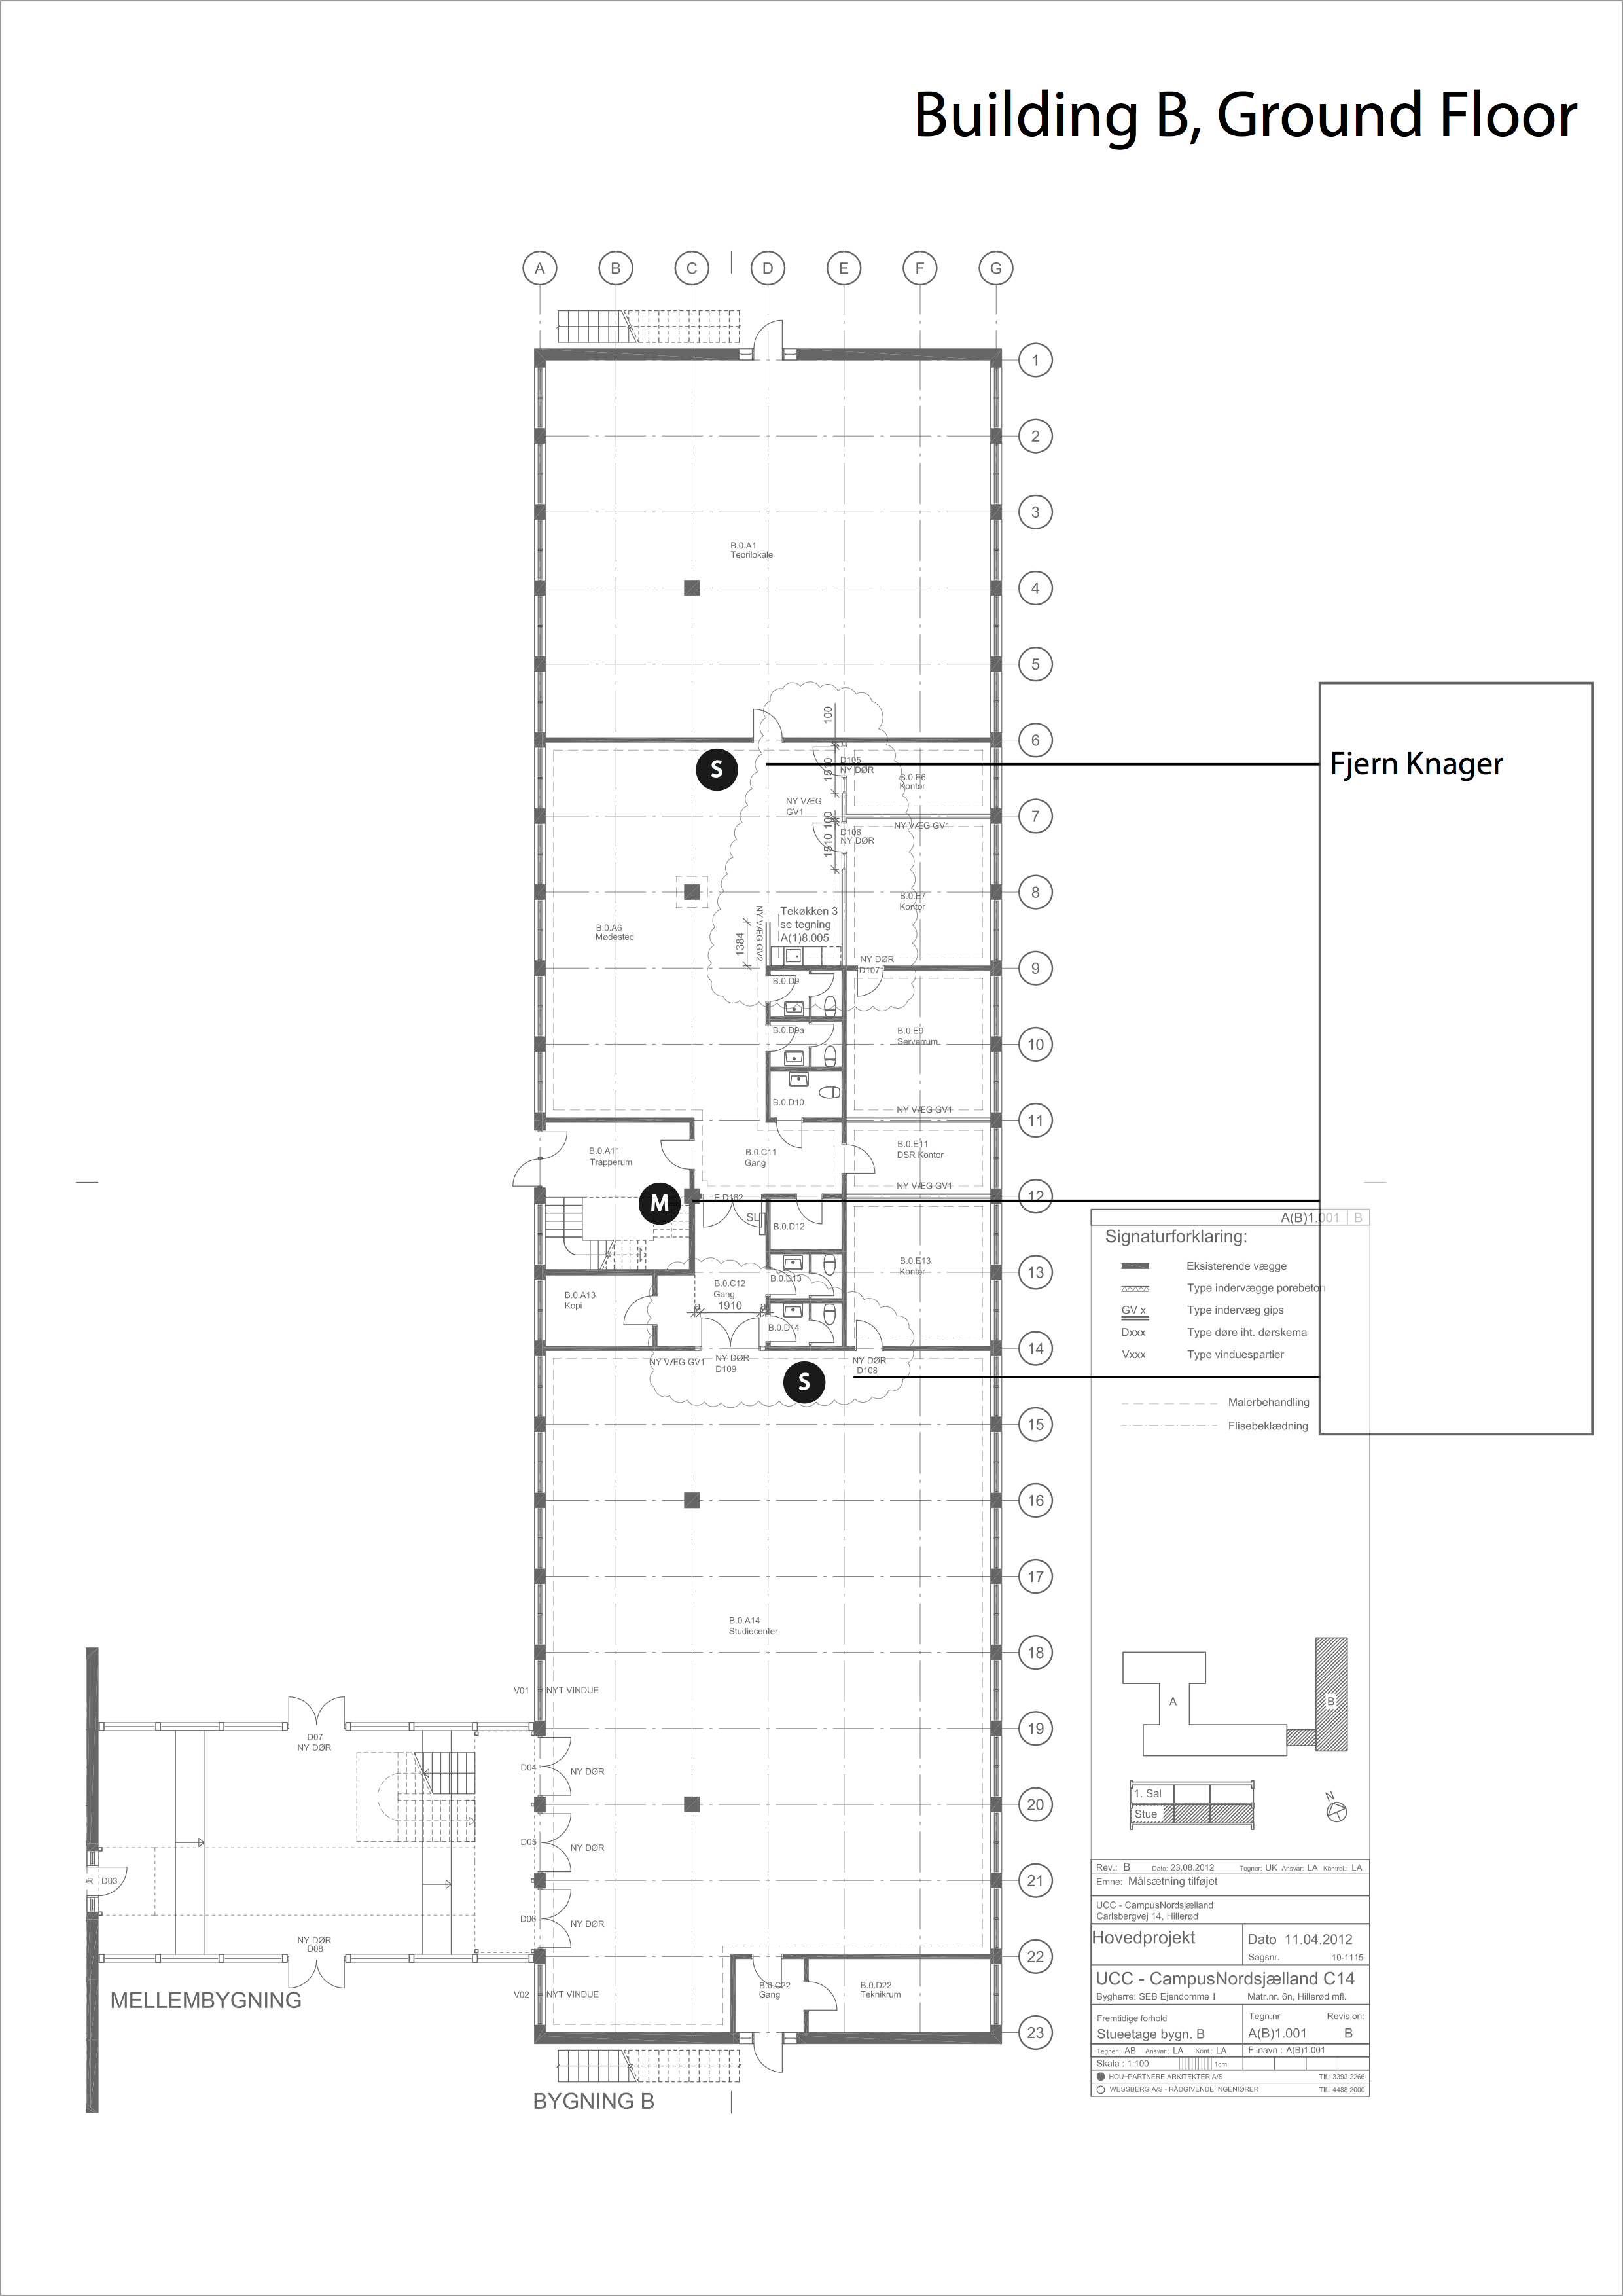 Building B, Ground Floor
A B C D E F G
1
2
3
B.0.A1
Teorilokale
4
5
100
6
S
D105
NY DØR
1510
B.0.E6
Kontor
Fjern Knager
NY VÆG
GV1
7
100
NY VÆG GV1
D106
NY DØR
1510
8
B.0.E7
Kontor
B.0.A6
Mødested
NY VÆG GV2
1384
Tekøkken 3
se tegning
A(1)8.005
9
NY DØR
D107
B.0.D9
B.0.D9a
B.0.E9
Serverrum
10
B.0.D10
NY VÆG GV1
11
B.0.A11
Trapperum
B.0.C11
Gang
B.0.E11
DSR Kontor
NY VÆG GV1
12
M
SL
B.0.D12
A(B)1.001 B
Signaturforklaring:
Eksisterende vægge
Type indervægge porebeton
GV x Type indervæg gips
Dxxx Type døre iht. dørskema
Vxxx Type vinduespartier
Malerbehandling
Flisebeklædning
B.0.E13
Kontor
13
B.0.D13
B.0.C12
Gang
a 1910 a
B.0.A13
Kopi
B.0.D14
14
NY VÆG GV1
NY DØR
D109
S
NY DØR
D108
15
16
17
B.0.A14
Studiecenter
18
V01 NYT VINDUE
19
D07
NY DØR
D04 NY DØR
20
D05 NY DØR
R D03
21
D06 NY DØR
NY DØR
D08
22
MELLEMBYGNING
V02 NYT VINDUE
B.0.C22
Gang
B.0.D22
Teknikrum
23
BYGNING B
A
B
1. Sal
Stue
N
Rev.: B Dato: 23.08.2012 Tegner: UK Ansvar: LA Kontrol.: LA
Emne: Målsætning tilføjet
UCC - CampusNordsjælland
Carlsbergvej 14, Hillerød
Hovedprojekt Dato 11.04.2012
Sagsnr. 10-1115
UCC - CampusNordsjælland C14
Bygherre: SEB Ejendomme I Matr.nr. 6n, Hillerød mfl.
Fremtidige forhold Tegn.nr Revision:
Stueetage bygn. B A(B)1.001 B
Tegner: AB Ansvar: LA Kont.: LA Filnavn : A(B)1.001
Skala : 1:100 1cm
HOU+PARTNERE ARKITEKTER A/S Tlf.: 3393 2266
WESSBERG A/S - RÅDGIVENDE INGENIØRER Tlf.: 4488 2000